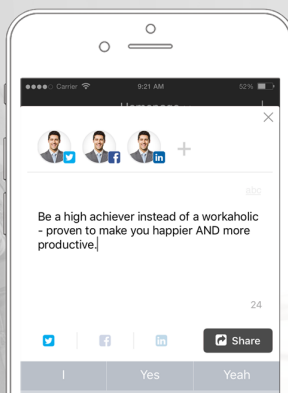 Carrier 9:21 AM 52%
abc
Be a high achiever instead of a workaholic
- proven to make you happier AND more
productive.
24
Share
I Yes Yeah